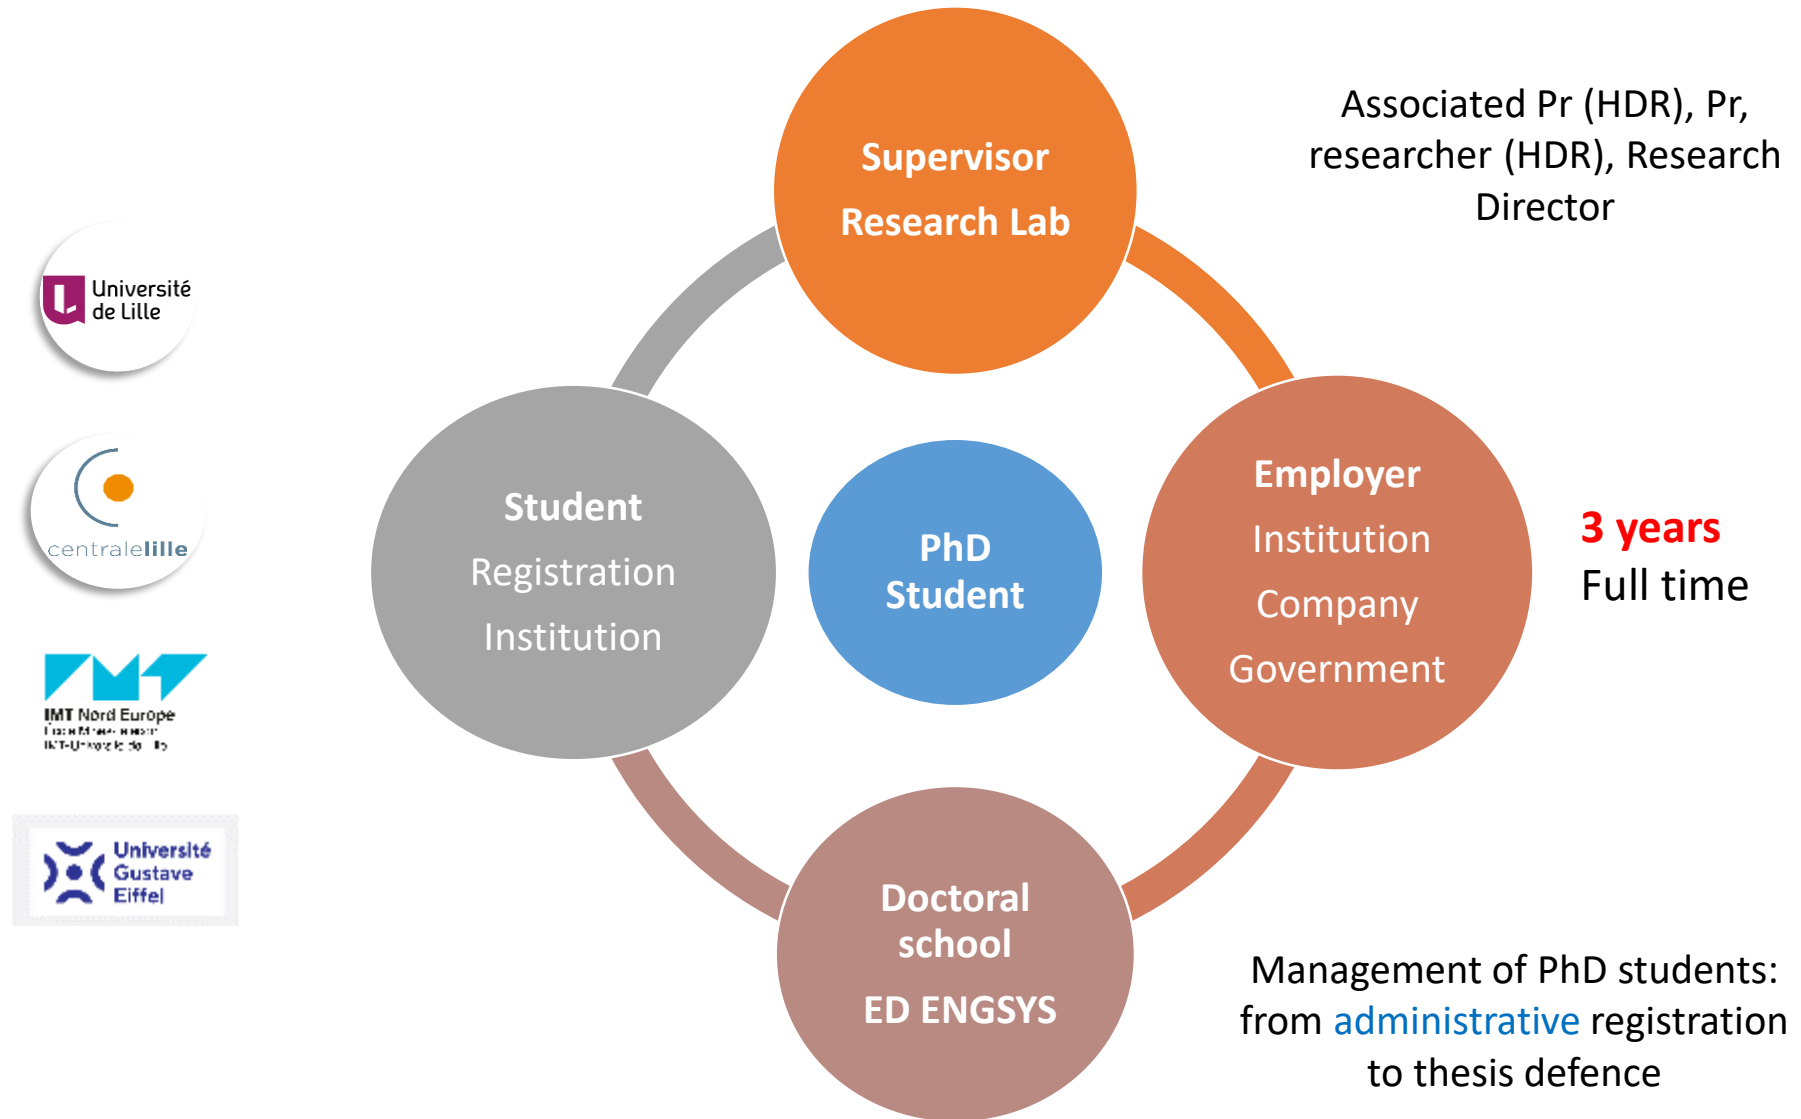 Supervisor
Research Lab
Associated Pr (HDR), Pr,
researcher (HDR), Research
Director
Université
de Lille
centralelille
IMT Nord Europe
Université
Gustave
Eiffel
Student
Registration
Institution
PhD
Student
Employer
Institution
Company
Government
3 years
Full time
Doctoral
school
ED ENGSYS
Management of PhD students:
from administrative registration
to thesis defence